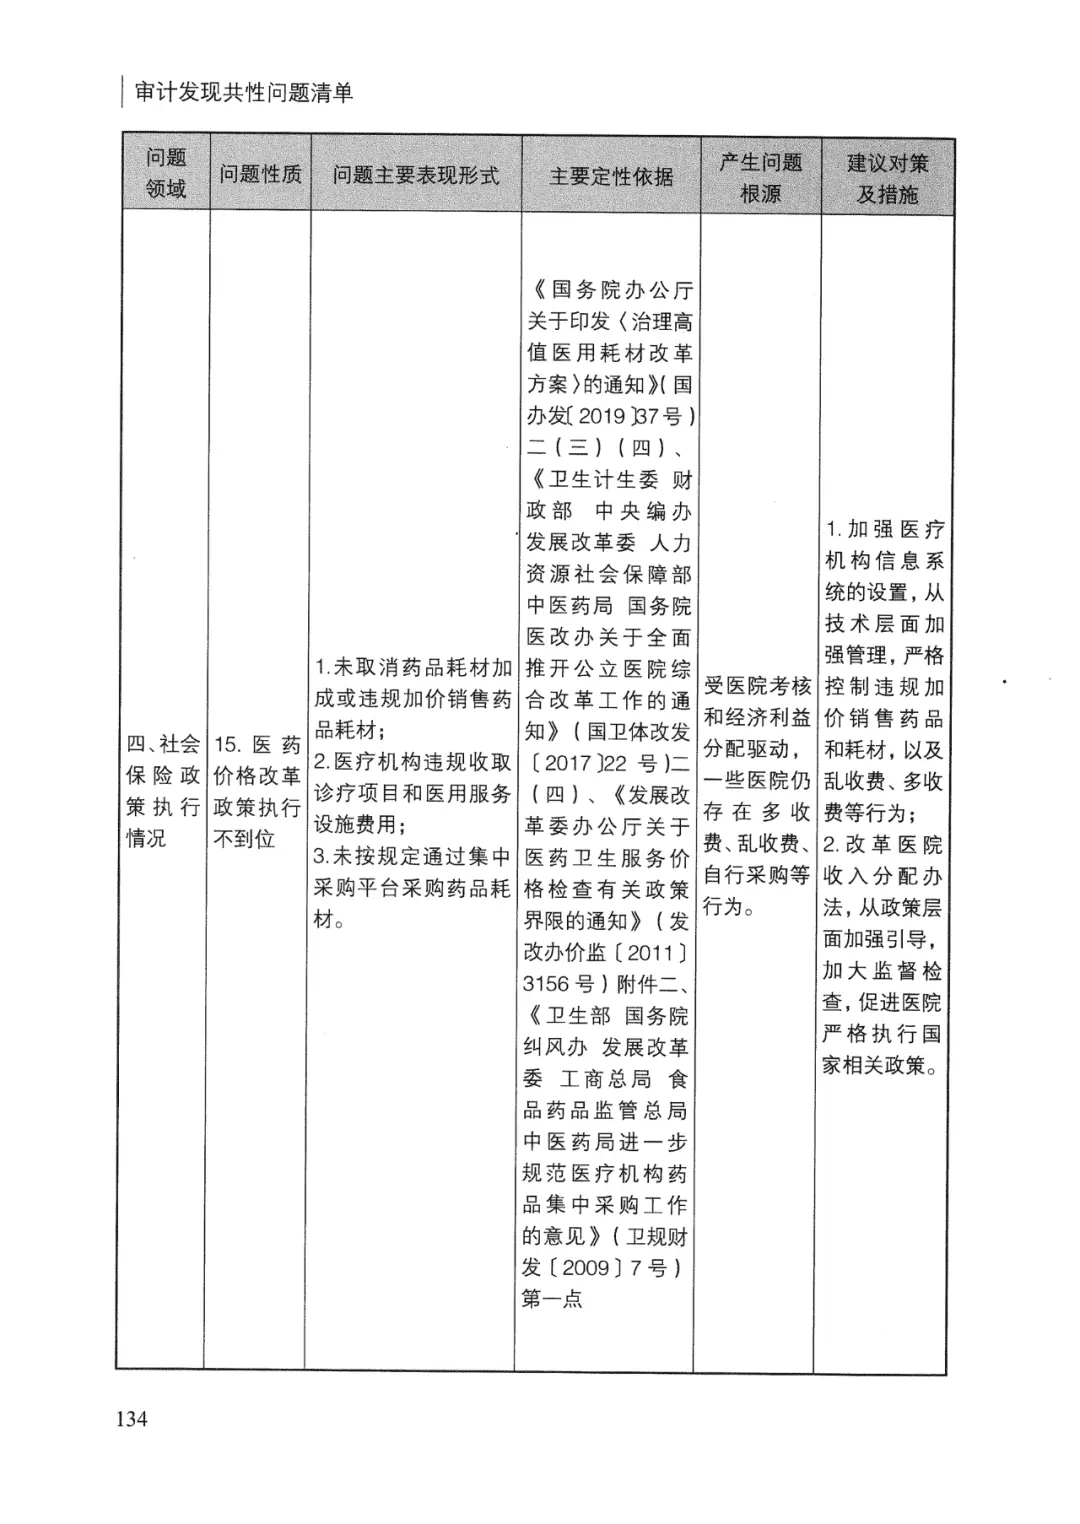 审计发现共性问题清单
问题
领域
问题性质
问题主要表现形式
主要定性依据
产生问题
根源
建议对策
及措施
四、社会
保险政
策执行
情况
15. 医药
价格改革
政策执行
不到位
1.未取消药品耗材加
成或违规加价销售药
品耗材;
2.医疗机构违规收取
诊疗项目和医用服务
设施费用;
3.未按规定通过集中
采购平台采购药品耗
材。
《国务院办公厅
关于印发〈治理高
值医用耗材改革
方案〉的通知》(国
办发〔2019〕37号)
二(三)(四)、
《卫生计生委 财
政部 中央编办
发展改革委 人力
资源社会保障部
中医药局 国务院
医改办关于全面
推开公立医院综
合改革工作的通
知》(国卫体改发
〔2017〕22 号)二
(四)、《发展改
革委办公厅关于
医药卫生服务价
格检查有关政策
界限的通知》(发
改办价监〔2011〕
3156号)附件二、
《卫生部 国务院
纠风办 发展改革
委 工商总局 食
品药品监管总局
中医药局进一步
规范医疗机构药
品集中采购工作
的意见》(卫规财
发〔2009〕7号)
第一点
受医院考核
和经济利益
分配驱动，
一些医院仍
存在多收
费、乱收费、
自行采购等
行为。
1.加强医疗
机构信息系
统的设置，从
技术层面加
强管理，严格
控制违规加
价销售药品
和耗材，以及
乱收费、多收
费等行为;
2.改革医院
收入分配办
法，从政策层
面加强引导，
加大监督检
查，促进医院
严格执行国
家相关政策。
134